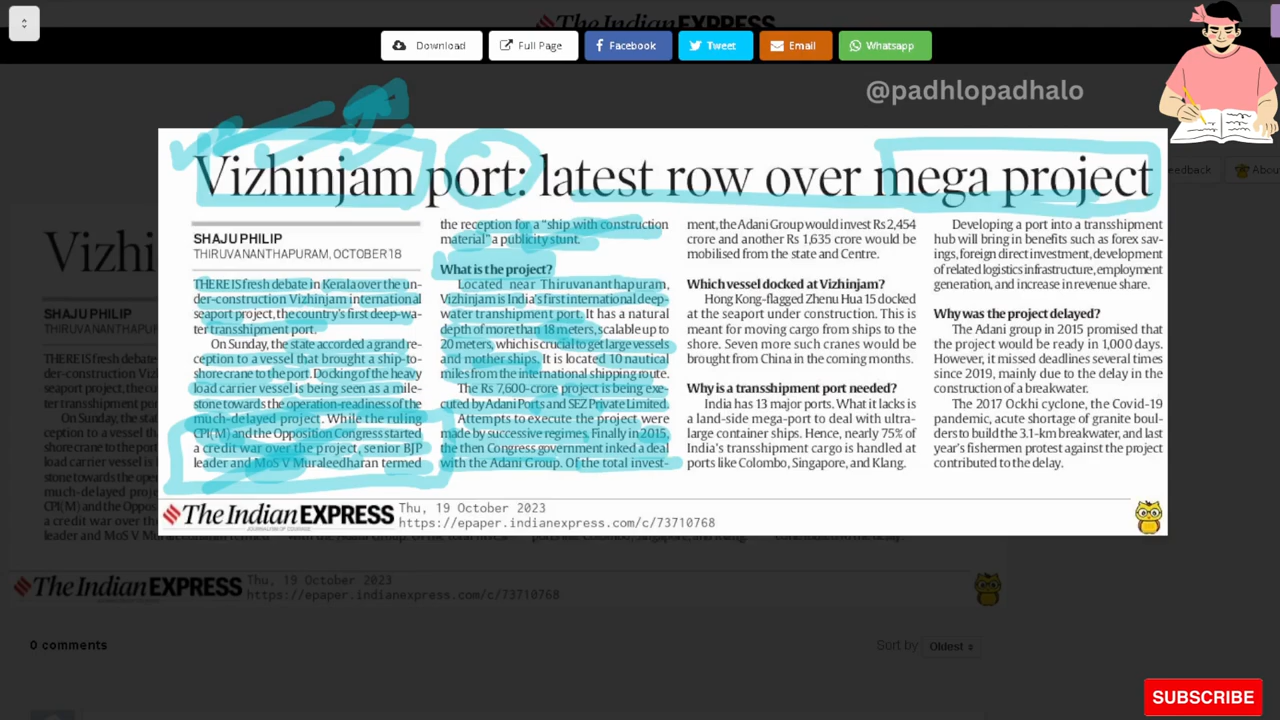 Download
Full Page
Facebook
Tweet
Email
Whatsapp
@padhlopadhalo
Vizhinjam port: latest row over mega project
SHAJU PHILIP
THIRUVANANTHAPURAM, OCTOBER 18
THERE IS fresh debate in Kerala over the un-
der-construction Vizhinjam international
seaport project, the country's first deep-wa-
ter transshipment port.
On Sunday, the state accorded a grand re-
ception to a vessel that brought a ship-to-
shore crane to the port. Docking of the heavy
load carrier vessel is being seen as a mile-
stone towards the operation-readiness of the
much-delayed project. While the ruling
CPI(M) and the Opposition Congress started
a credit war over the project, senior BJP
leader and MoS V Muraleedharan termed
the reception for a "ship with construction
material" a publicity stunt.
What is the project?
Located near Thiruvananthapuram,
Vizhinjam is India's first international deep-
water transhipment port. It has a natural
depth of more than 18 meters, scalable up to
20 meters, which is crucial to get large vessels
and mother ships. It is located 10 nautical
miles from the international shipping route.
The Rs 7,600-crore project is being exe-
cuted by Adani Ports and SEZ Private Limited.
Attempts to execute the project were
made by successive regimes. Finally in 2015,
the then Congress government inked a deal
with the Adani Group. Of the total invest-
ment, the Adani Group would invest Rs 2,454
crore and another Rs 1,635 crore would be
mobilised from the state and Centre.
Which vessel docked at Vizhinjam?
Hong Kong-flagged Zhenu Hua 15 docked
at the seaport under construction. This is
meant for moving cargo from ships to the
shore. Seven more such cranes would be
brought from China in the coming months.
Why is a transshipment port needed?
India has 13 major ports. What it lacks is
a land-side mega-port to deal with ultra-
large container ships. Hence, nearly 75% of
India's transshipment cargo is handled at
ports like Colombo, Singapore, and Klang.
Developing a port into a transshipment
hub will bring in benefits such as forex sav-
ings, foreign direct investment, development
of related logistics infrastructure, employment
generation, and increase in revenue share.
Why was the project delayed?
The Adani group in 2015 promised that
the project would be ready in 1,000 days.
However, it missed deadlines several times
since 2019, mainly due to the delay in the
construction of a breakwater.
The 2017 Ockhi cyclone, the Covid-19
pandemic, acute shortage of granite boul-
ders to build the 3.1-km breakwater, and last
year's fishermen protest against the project
contributed to the delay.
The Indian EXPRESS
Thu, 19 October 2023
https://epaper.indianexpress.com/c/73710768
The Indian EXPRESS
Thu, 19 October 2023
https://epaper.indianexpress.com/c/73710768
0 comments
Sort by
Oldest
SUBSCRIBE